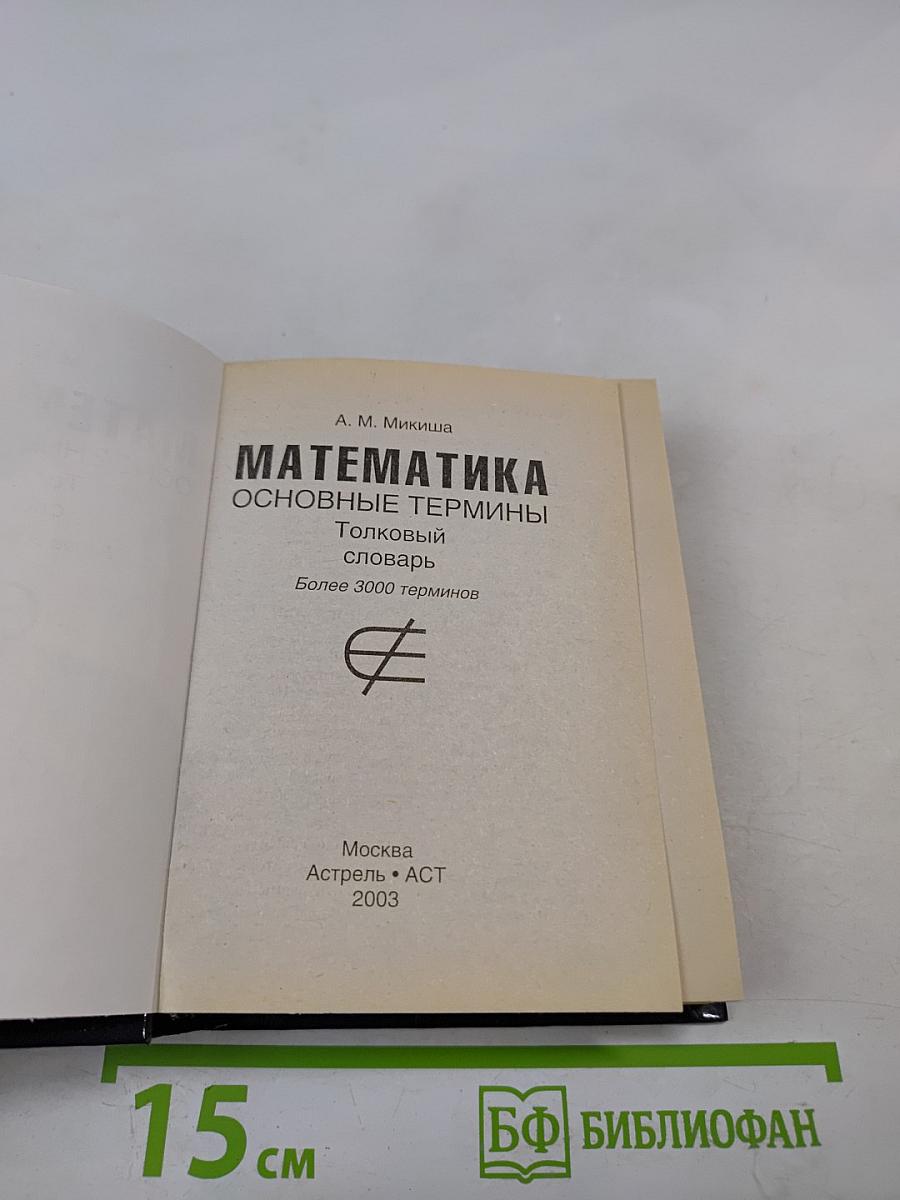 А. М. Микиша
МАТЕМАТИКА
ОСНОВНЫЕ ТЕРМИНЫ
Толковый
словарь
Более 3000 терминов
∉
Москва
Астрель • АСТ
2003
15 см
БФ БИБЛИОФАН